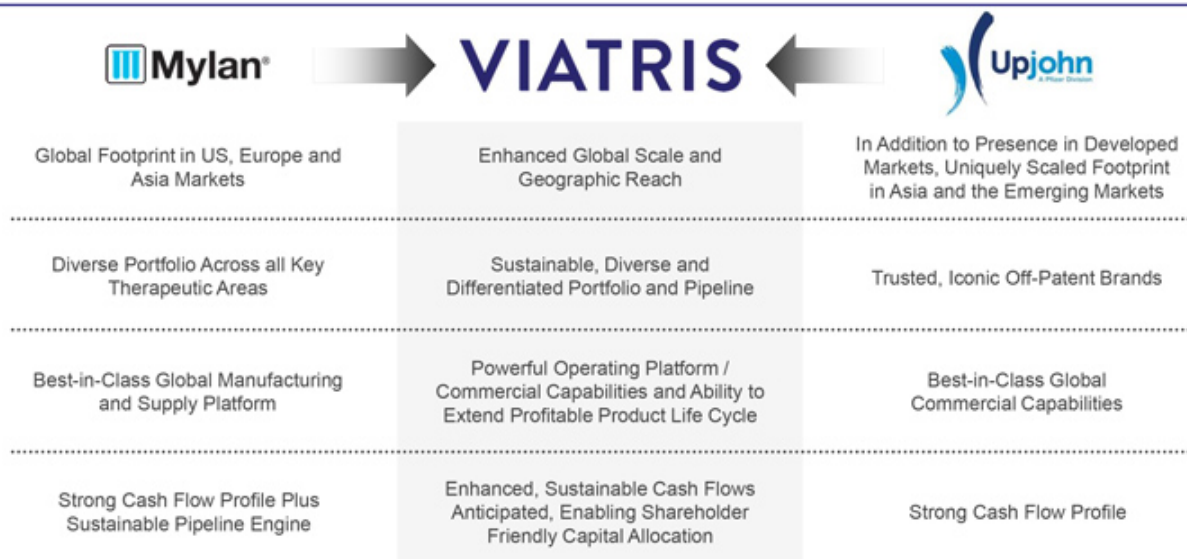 Mylan®
VIATRIS
Upjohn
A Pfizer Division
Global Footprint in US, Europe and
Asia Markets
Enhanced Global Scale and
Geographic Reach
In Addition to Presence in Developed
Markets, Uniquely Scaled Footprint
in Asia and the Emerging Markets
Diverse Portfolio Across all Key
Therapeutic Areas
Sustainable, Diverse and
Differentiated Portfolio and Pipeline
Trusted, Iconic Off-Patent Brands
Best-in-Class Global Manufacturing
and Supply Platform
Powerful Operating Platform /
Commercial Capabilities and Ability to
Extend Profitable Product Life Cycle
Best-in-Class Global
Commercial Capabilities
Strong Cash Flow Profile Plus
Sustainable Pipeline Engine
Enhanced, Sustainable Cash Flows
Anticipated, Enabling Shareholder
Friendly Capital Allocation
Strong Cash Flow Profile